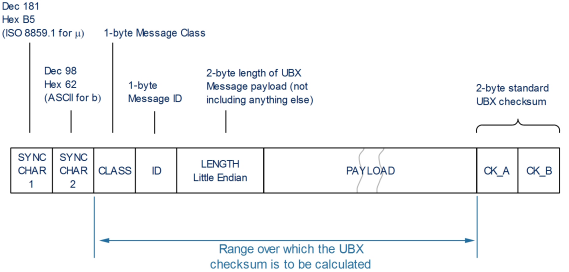 Dec 181
Hex B5
(ISO 8859.1 for µ)
1-byte Message Class
Dec 98
Hex 62
(ASCII for b)
1-byte
Message ID
2-byte length of UBX
Message payload (not
including anything else)
2-byte standard
UBX checksum
SYNC
CHAR
1
SYNC
CHAR
2
CLASS
ID
LENGTH
Little Endian
PAYLOAD
CK_A
CK_B
Range over which the UBX
checksum is to be calculated